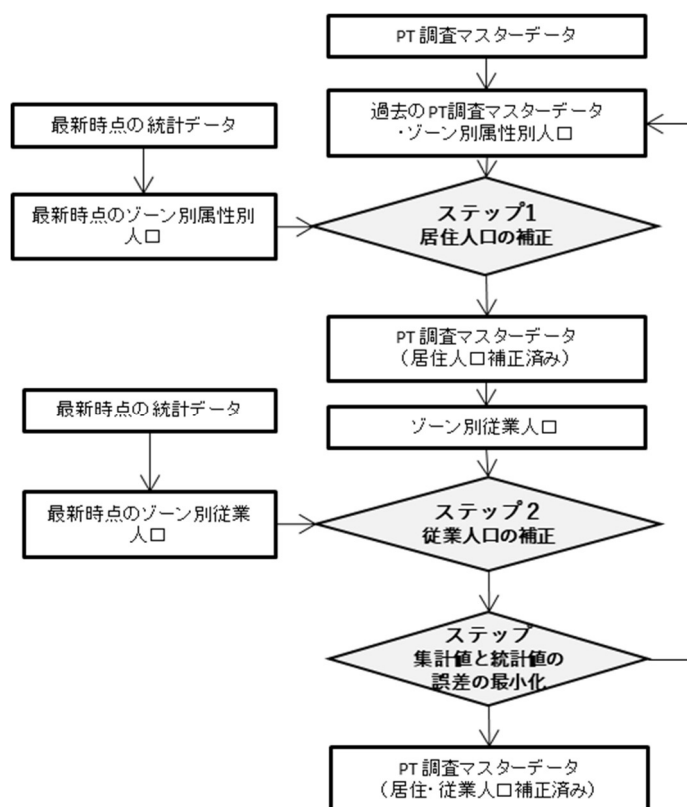 PT 調査マスターデータ
過去のPT調査マスターデータ
・ゾーン別属性別人口
最新時点の統計データ
最新時点のゾーン別属性別
人口
ステップ1
居住人口の補正
PT 調査マスターデータ
（居住人口補正済み）
最新時点の統計データ
ゾーン別従業人口
最新時点のゾーン別従業
人口
ステップ２
従業人口の補正
ステップ
集計値と統計値の
誤差の最小化
PT 調査マスターデータ
（居住・従業人口補正済み）